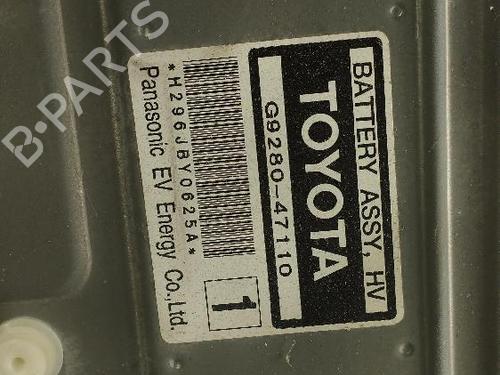 BATTERY ASSY, HV
TOYOTA
G9280-47110
*H296JBY0625A*
1
Panasonic EV Energy Co.,Ltd.
B-PARTS